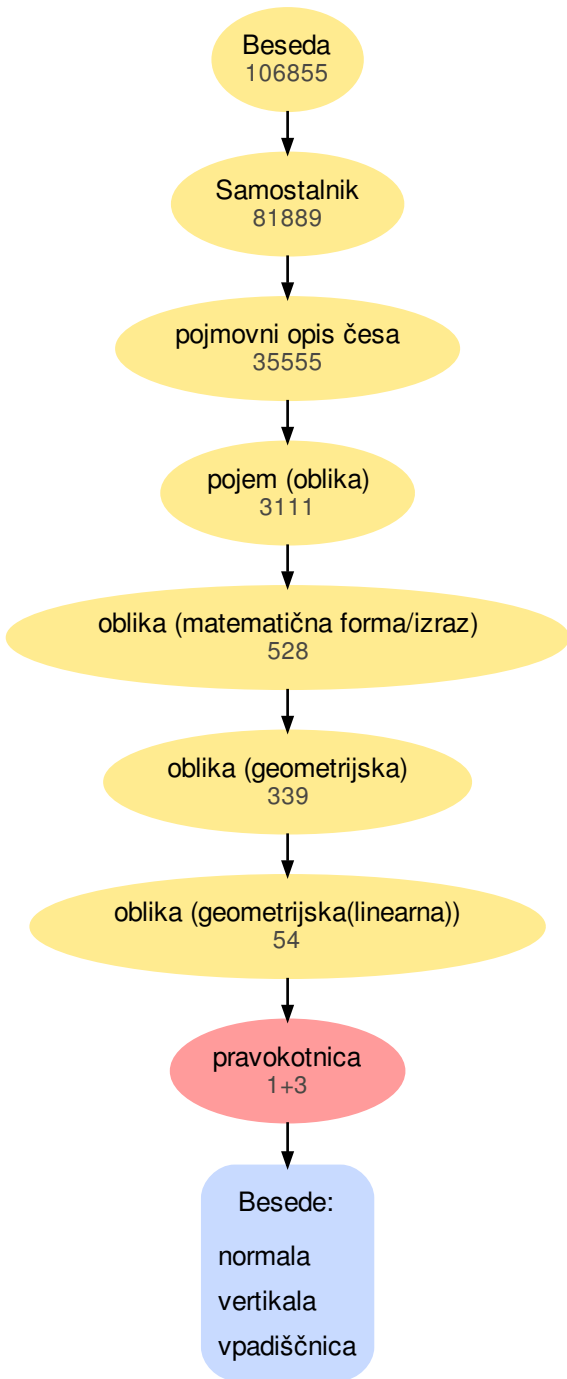 Beseda
106855
Samostalnik
81889
pojmovni opis česa
35555
pojem (oblika)
3111
oblika (matematična forma/izraz)
528
oblika (geometrijska)
339
oblika (geometrijska(linearna))
54
pravokotnica
1+3
Besede:
normala
vertikala
vpadiščnica